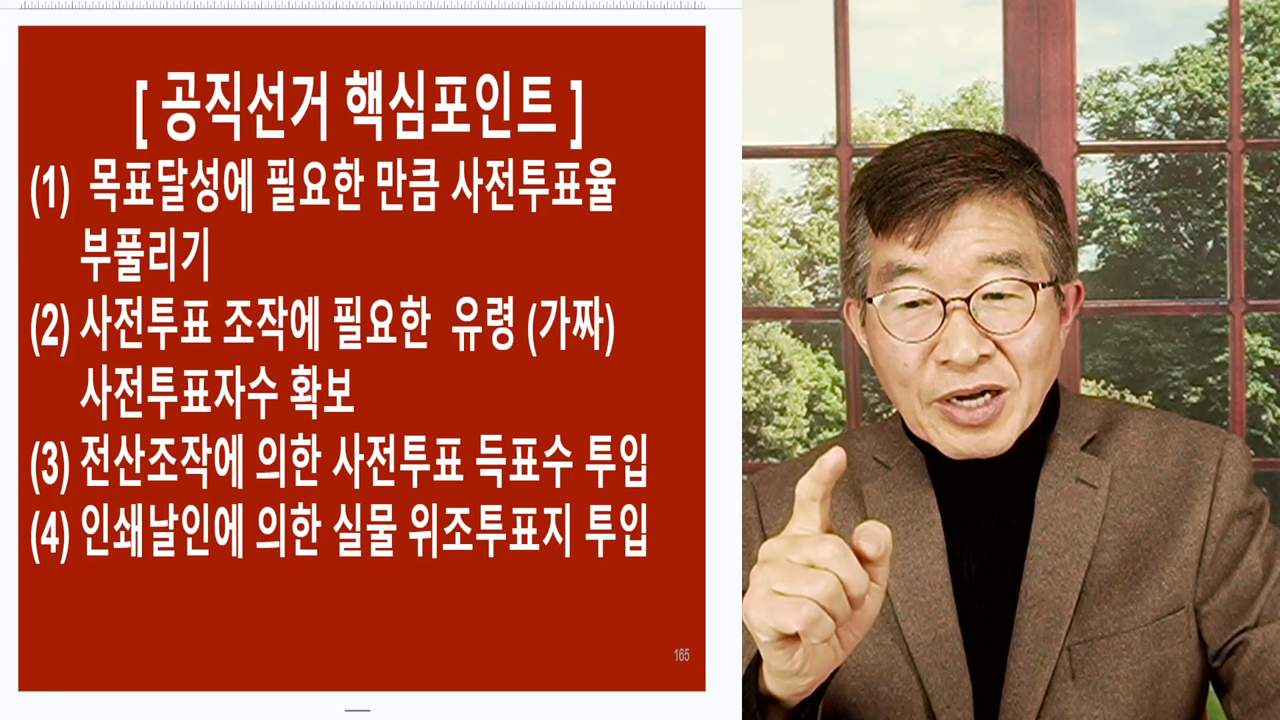 [ 공직선거 핵심포인트 ]
(1) 목표달성에 필요한 만큼 사전투표율
부풀리기
(2) 사전투표 조작에 필요한 유령 (가짜)
사전투표자수 확보
(3) 전산조작에 의한 사전투표 득표수 투입
(4) 인쇄날인에 의한 실물 위조투표지 투입
165